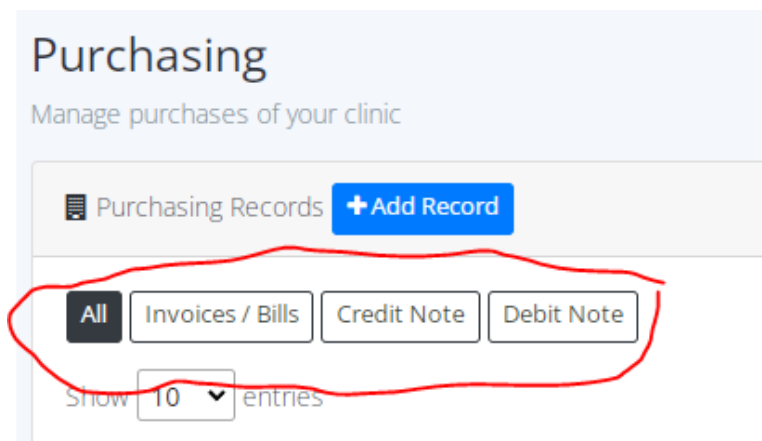 Purchasing
Manage purchases of your clinic
Purchasing Records +Add Record
All Invoices / Bills Credit Note Debit Note
Show 10 entries